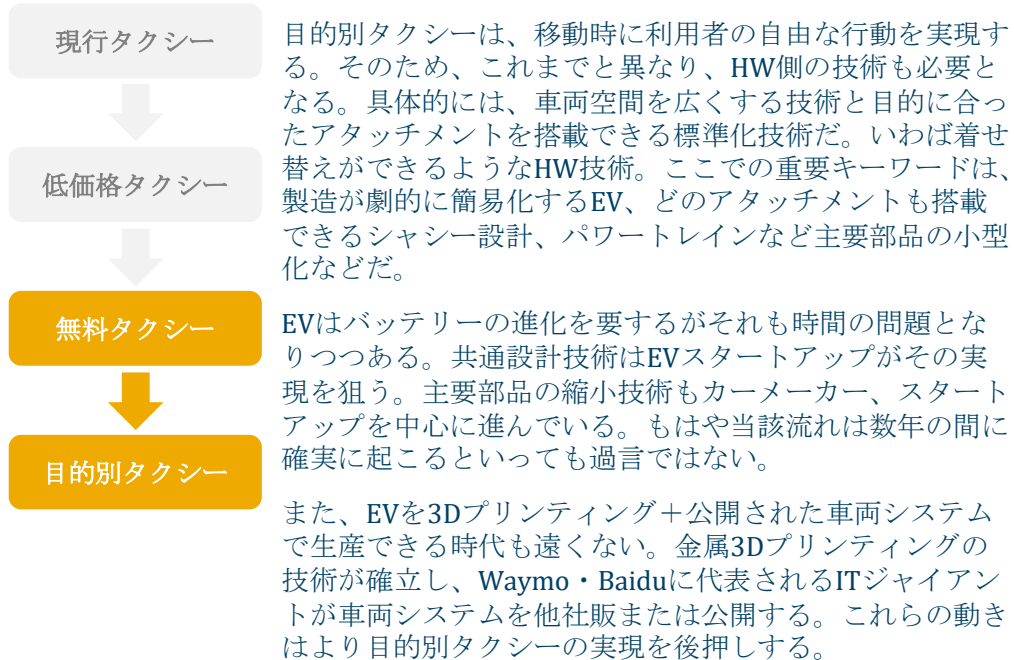 現行タクシー
低価格タクシー
無料タクシー
目的別タクシー
目的別タクシーは、移動時に利用者の自由な行動を実現す
る。そのため、これまでと異なり、HW側の技術も必要と
なる。具体的には、車両空間を広くする技術と目的に合っ
たアタッチメントを搭載できる標準化技術だ。いわば着せ
替えができるようなHW技術。ここでの重要キーワードは、
製造が劇的に簡易化するEV、どのアタッチメントも搭載
できるシャシー設計、パワートレインなど主要部品の小型
化などだ。
EVはバッテリーの進化を要するがそれも時間の問題とな
りつつある。共通設計技術はEVスタートアップがその実
現を狙う。主要部品の縮小技術もカーメーカー、スタート
アップを中心に進んでいる。もはや当該流れは数年の間に
確実に起こるといっても過言ではない。
また、EVを3Dプリンティング＋公開された車両システム
で生産できる時代も遠くない。金属3Dプリンティングの
技術が確立し、Waymo・Baiduに代表されるITジャイアン
トが車両システムを他社販または公開する。これらの動き
はより目的別タクシーの実現を後押しする。